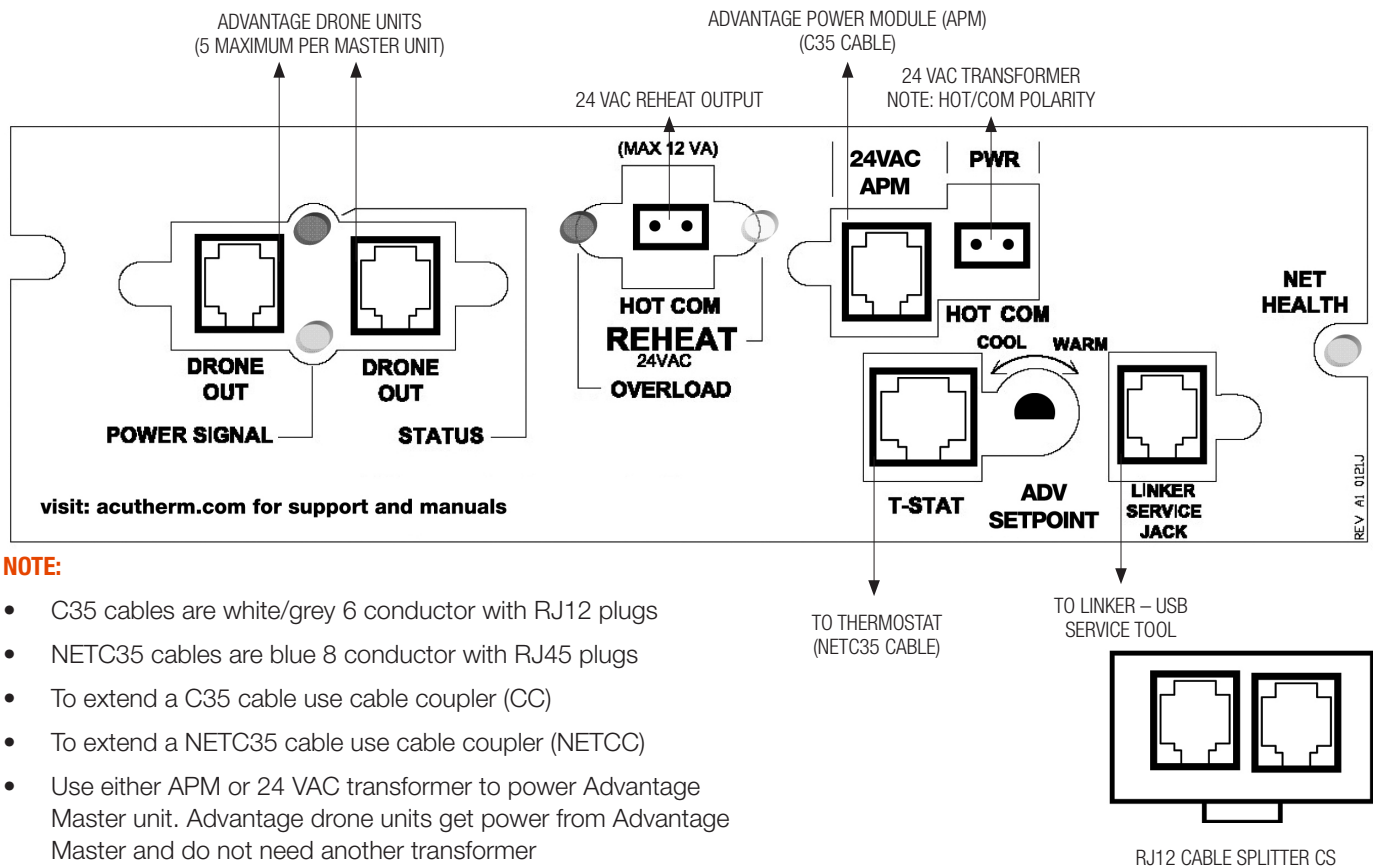 ADVANTAGE DRONE UNITS
(5 MAXIMUM PER MASTER UNIT)
ADVANTAGE POWER MODULE (APM)
(C35 CABLE)
24 VAC REHEAT OUTPUT
24 VAC TRANSFORMER
NOTE: HOT/COM POLARITY
(MAX 12 VA)
24VAC
APM
PWR
HOT COM
REHEAT
24VAC
OVERLOAD
HOT COM
COOL
WARM
NET
HEALTH
DRONE
OUT
DRONE
OUT
POWER SIGNAL
STATUS
T-STAT
ADV
SETPOINT
LINKER
SERVICE
JACK
REV A1 0121J
visit: acutherm.com for support and manuals
NOTE:
• C35 cables are white/grey 6 conductor with RJ12 plugs
• NETC35 cables are blue 8 conductor with RJ45 plugs
• To extend a C35 cable use cable coupler (CC)
• To extend a NETC35 cable use cable coupler (NETCC)
• Use either APM or 24 VAC transformer to power Advantage
Master unit. Advantage drone units get power from Advantage
Master and do not need another transformer
TO THERMOSTAT
(NETC35 CABLE)
TO LINKER – USB
SERVICE TOOL
RJ12 CABLE SPLITTER CS